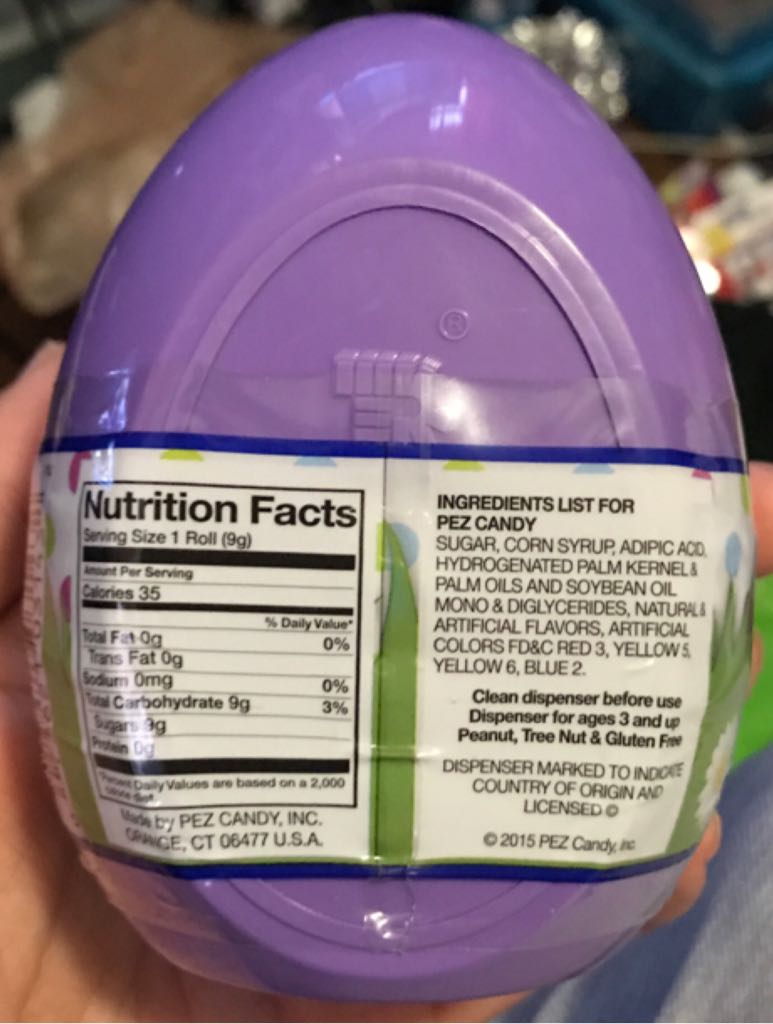 ®
Nutrition Facts
Serving Size 1 Roll (9g)
Amount Per Serving
Calories 35
% Daily Value*
Total Fat 0g 0%
Trans Fat 0g
Sodium 0mg 0%
Total Carbohydrate 9g 3%
Sugars 9g
Protein 0g
*Percent Daily Values are based on a 2,000
calorie diet.
Made by PEZ CANDY, INC.
ORANGE, CT 06477 U.S.A.
INGREDIENTS LIST FOR
PEZ CANDY
SUGAR, CORN SYRUP, ADIPIC ACID,
HYDROGENATED PALM KERNEL &
PALM OILS AND SOYBEAN OIL
MONO & DIGLYCERIDES, NATURAL &
ARTIFICIAL FLAVORS, ARTIFICIAL
COLORS FD&C RED 3, YELLOW 5,
YELLOW 6, BLUE 2.
Clean dispenser before use
Dispenser for ages 3 and up
Peanut, Tree Nut & Gluten Free
DISPENSER MARKED TO INDICATE
COUNTRY OF ORIGIN AND
LICENSED ©
© 2015 PEZ Candy, Inc.